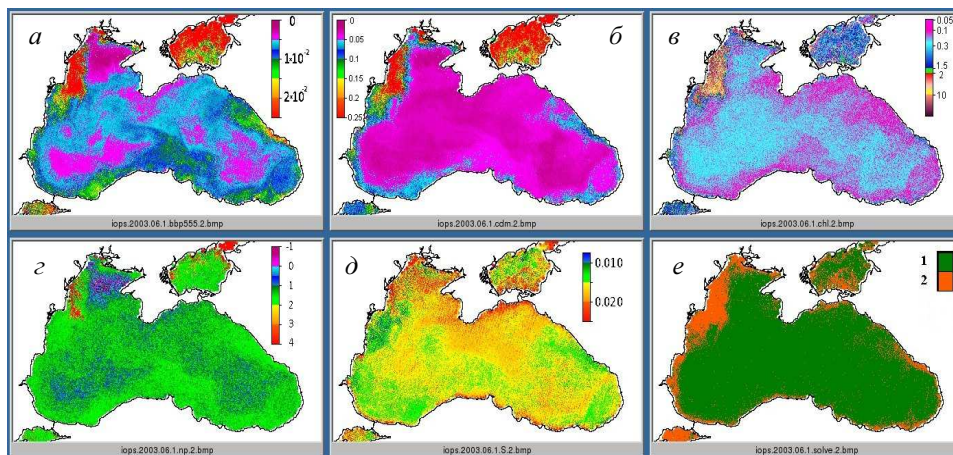 а
0
1×10⁻²
2×10⁻²
iops.2003.06.1.bbp555.2.bmp
0
0.05
0.10
0.15
0.20
0.25
б
iops.2003.06.1.cdm.2.bmp
в
0.05
0.1
0.3
1.5
2
10
iops.2003.06.1.chl.2.bmp
г
-1
0
1
2
3
4
iops.2003.06.1.np.2.bmp
д
0.010
0.020
iops.2003.06.1.S.2.bmp
е
1
2
iops.2003.06.1.solve.2.bmp